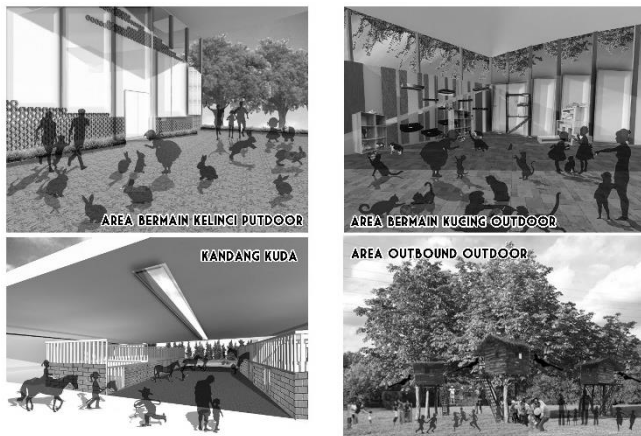 AREA BERMAIN KELINCI PUTDOOR
AREA BERMAIN KUCING OUTDOOR
KANDANG KUDA
AREA OUTBOUND OUTDOOR